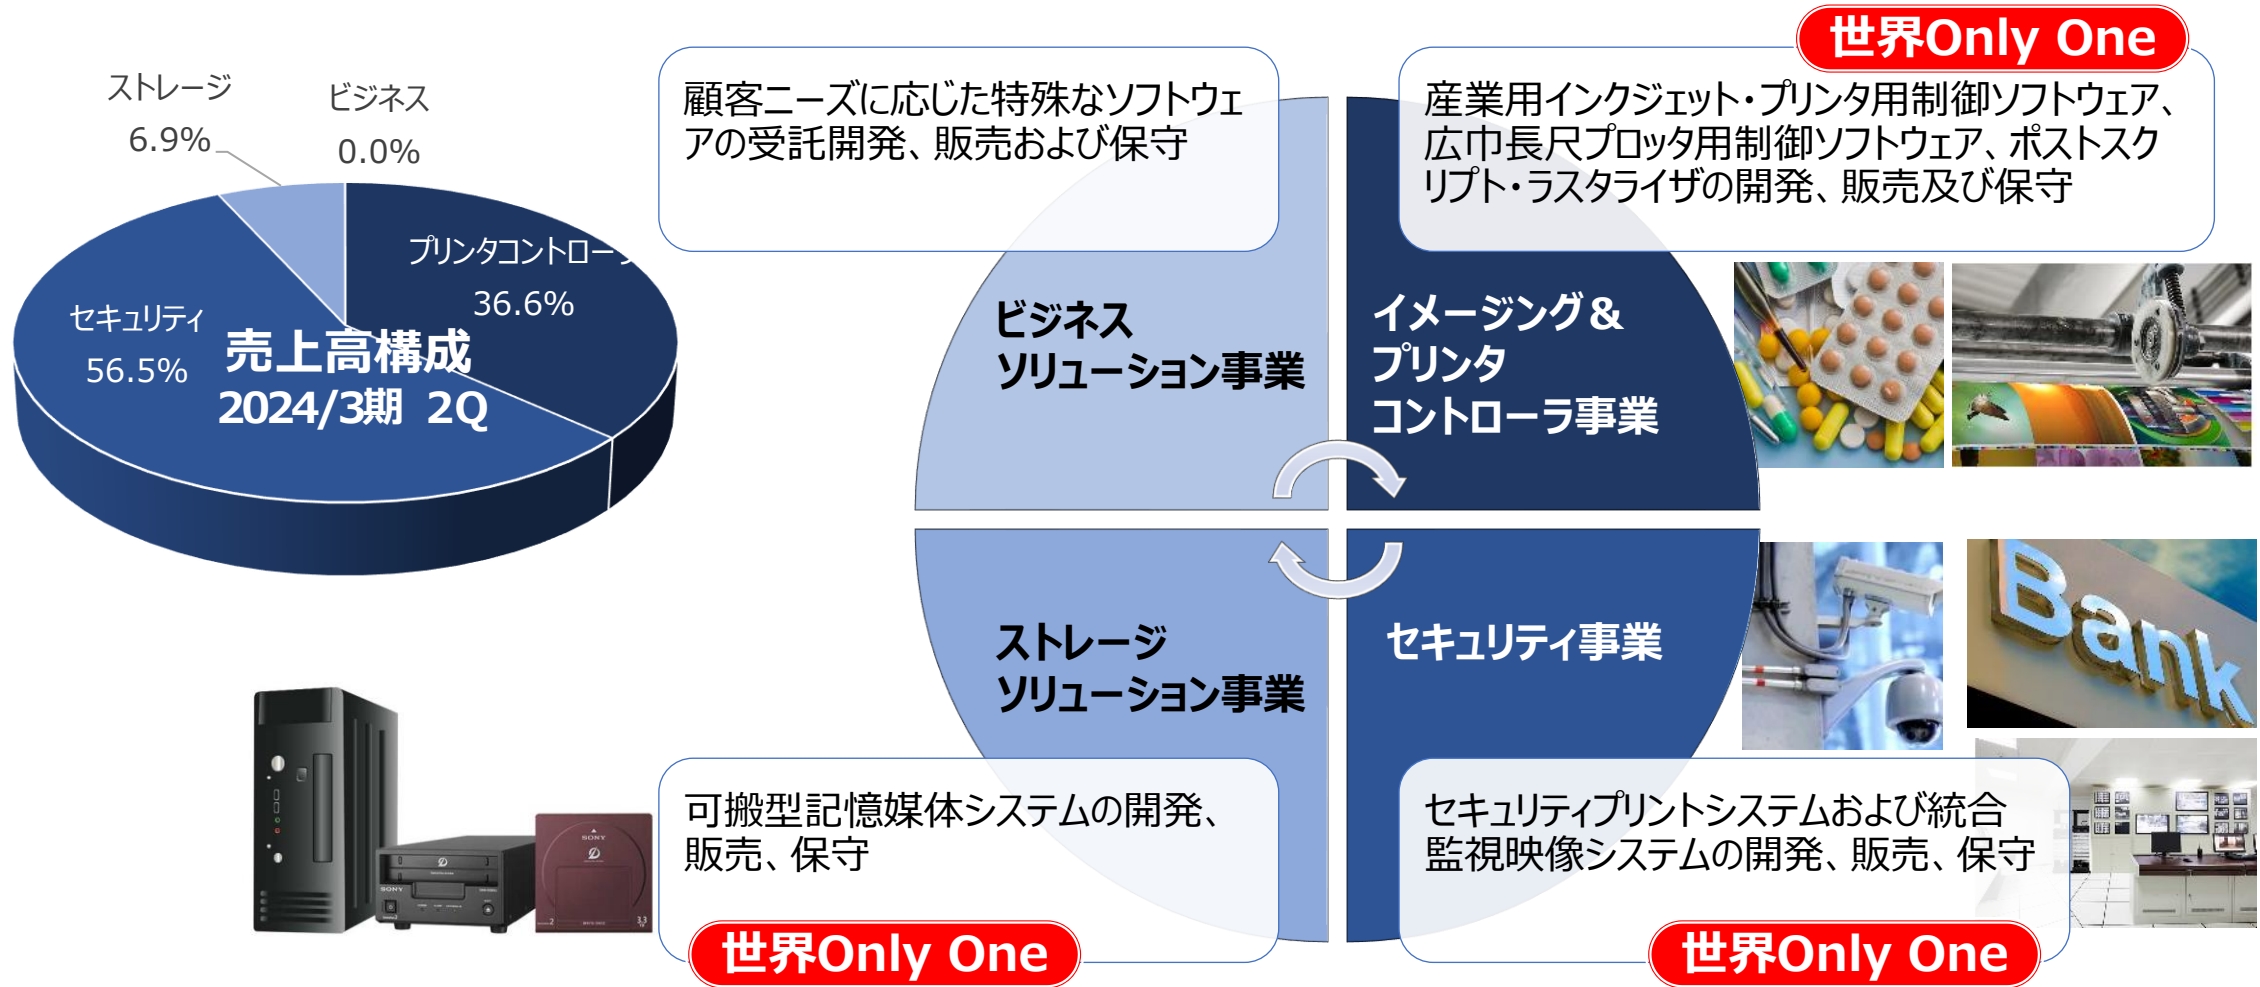 世界Only One
顧客ニーズに応じた特殊なソフトウェ
アの受託開発、販売および保守
産業用インクジェット・プリンタ用制御ソフトウェア、
広巾長尺プロッタ用制御ソフトウェア、ポストスク
リプト・ラスタライザの開発、販売及び保守
ストレージ
6.9%
ビジネス
0.0%
プリンタコントローラ
36.6%
セキュリティ
56.5%
売上高構成
2024/3期 2Q
ビジネス
ソリューション事業
イメージング&
プリンタ
コントローラ事業
ストレージ
ソリューション事業
セキュリティ事業
Bank
SONY
SONY
可搬型記憶媒体システムの開発、
販売、保守
世界Only One
セキュリティプリントシステムおよび統合
監視映像システムの開発、販売、保守
世界Only One